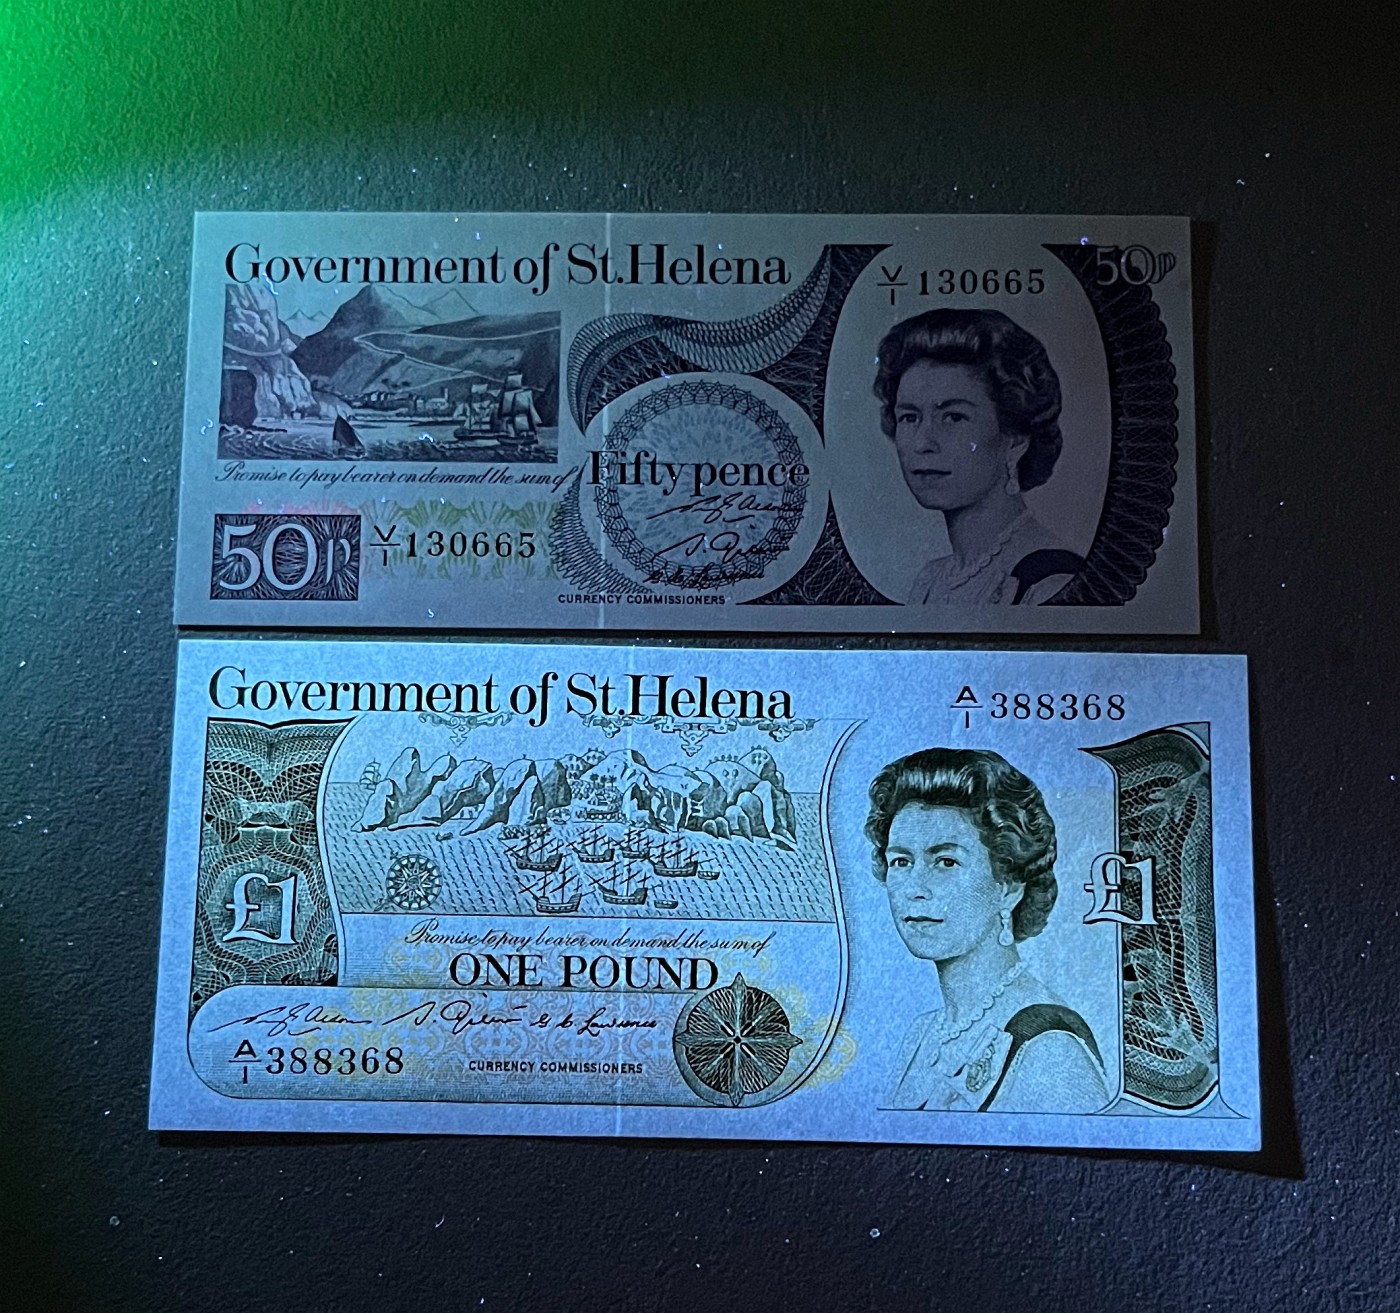 Government of St.Helena
V/1 130665
50p
Promise to pay bearer on demand the sum of
Fifty pence
50p
V/1 130665
CURRENCY COMMISSIONERS
Government of St.Helena
A/1 388368
£1
£1
Promise to pay bearer on demand the sum of
ONE POUND
A/1 388368
CURRENCY COMMISSIONERS